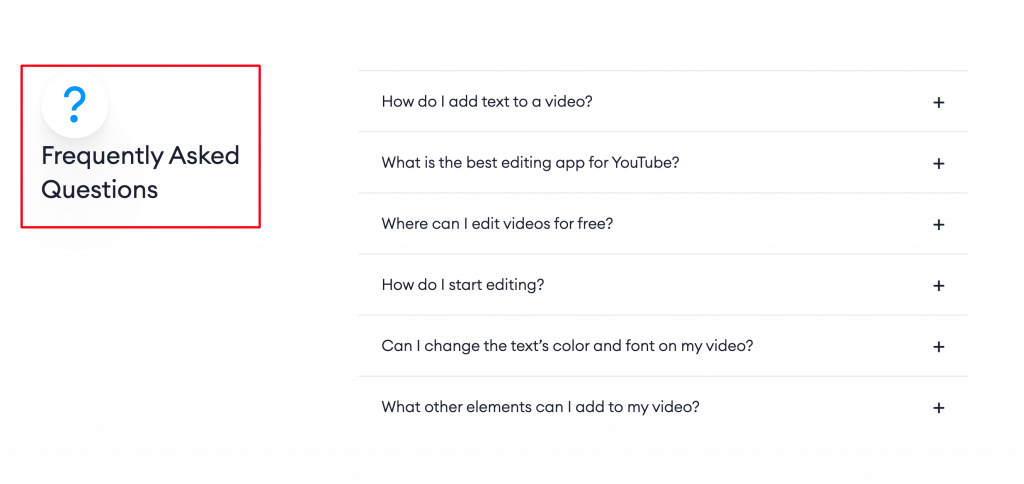 ?
Frequently Asked
Questions
How do I add text to a video?
+
What is the best editing app for YouTube?
+
Where can I edit videos for free?
+
How do I start editing?
+
Can I change the text’s color and font on my video?
+
What other elements can I add to my video?
+